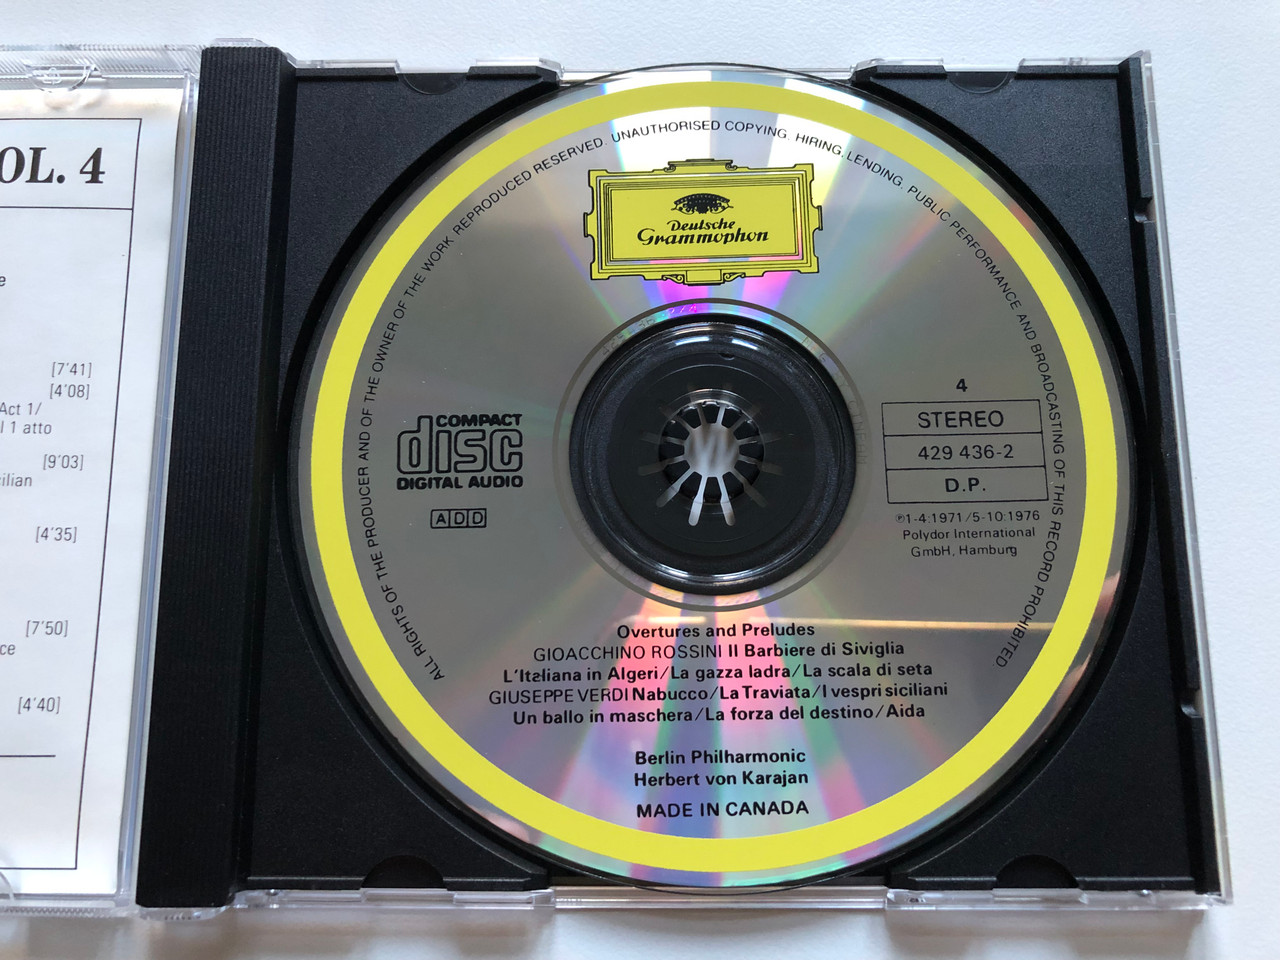 OL. 4
e
[7'41]
[4'08]
Act 1/
l 1 atto
[9'03]
cilian
[4'35]
[7'50]
ce
[4'40]
ALL RIGHTS OF THE PRODUCER AND OF THE OWNER OF THE WORK REPRODUCED RESERVED. UNAUTHORISED COPYING, HIRING, LENDING, PUBLIC PERFORMANCE AND BROADCASTING OF THIS RECORD PROHIBITED
Deutsche
Grammophon
COMPACT
disc
DIGITAL AUDIO
ADD
4
STEREO
429 436-2
D.P.
℗1-4:1971/5-10:1976
Polydor International
GmbH, Hamburg
Overtures and Preludes
GIOACCHINO ROSSINI Il Barbiere di Siviglia
L'Italiana in Algeri/La gazza ladra/La scala di seta
GIUSEPPE VERDI Nabucco/La Traviata/I vespri siciliani
Un ballo in maschera/La forza del destino/Aida
Berlin Philharmonic
Herbert von Karajan
MADE IN CANADA